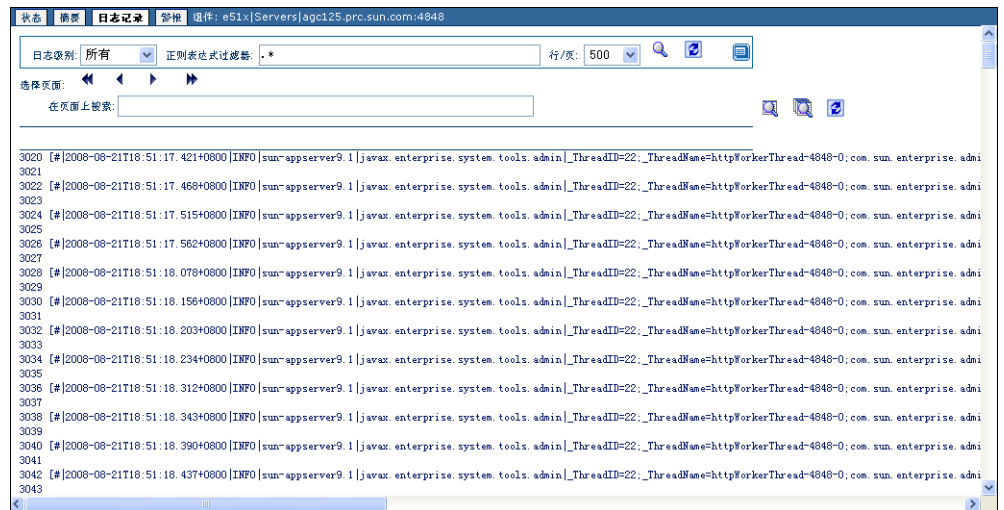 状态 摘要 日志记录 警报 组件: e51x|Servers|agc125.prc.sun.com:4848
日志级别: 所有 正则表达式过滤器: .* 行/页: 500
选择页面:
在页面上搜索:
3020 [#|2008-08-21T18:51:17.421+0800|INFO|sun-appserver9.1|javax.enterprise.system.tools.admin|_ThreadID=22;_ThreadName=httpWorkerThread-4848-0;com.sun.enterprise.admi
3021
3022 [#|2008-08-21T18:51:17.468+0800|INFO|sun-appserver9.1|javax.enterprise.system.tools.admin|_ThreadID=22;_ThreadName=httpWorkerThread-4848-0;com.sun.enterprise.admi
3023
3024 [#|2008-08-21T18:51:17.515+0800|INFO|sun-appserver9.1|javax.enterprise.system.tools.admin|_ThreadID=22;_ThreadName=httpWorkerThread-4848-0;com.sun.enterprise.admi
3025
3026 [#|2008-08-21T18:51:17.562+0800|INFO|sun-appserver9.1|javax.enterprise.system.tools.admin|_ThreadID=22;_ThreadName=httpWorkerThread-4848-0;com.sun.enterprise.admi
3027
3028 [#|2008-08-21T18:51:18.078+0800|INFO|sun-appserver9.1|javax.enterprise.system.tools.admin|_ThreadID=22;_ThreadName=httpWorkerThread-4848-0;com.sun.enterprise.admi
3029
3030 [#|2008-08-21T18:51:18.156+0800|INFO|sun-appserver9.1|javax.enterprise.system.tools.admin|_ThreadID=22;_ThreadName=httpWorkerThread-4848-0;com.sun.enterprise.admi
3031
3032 [#|2008-08-21T18:51:18.203+0800|INFO|sun-appserver9.1|javax.enterprise.system.tools.admin|_ThreadID=22;_ThreadName=httpWorkerThread-4848-0;com.sun.enterprise.admi
3033
3034 [#|2008-08-21T18:51:18.234+0800|INFO|sun-appserver9.1|javax.enterprise.system.tools.admin|_ThreadID=22;_ThreadName=httpWorkerThread-4848-0;com.sun.enterprise.admi
3035
3036 [#|2008-08-21T18:51:18.312+0800|INFO|sun-appserver9.1|javax.enterprise.system.tools.admin|_ThreadID=22;_ThreadName=httpWorkerThread-4848-0;com.sun.enterprise.admi
3037
3038 [#|2008-08-21T18:51:18.343+0800|INFO|sun-appserver9.1|javax.enterprise.system.tools.admin|_ThreadID=22;_ThreadName=httpWorkerThread-4848-0;com.sun.enterprise.admi
3039
3040 [#|2008-08-21T18:51:18.390+0800|INFO|sun-appserver9.1|javax.enterprise.system.tools.admin|_ThreadID=22;_ThreadName=httpWorkerThread-4848-0;com.sun.enterprise.admi
3041
3042 [#|2008-08-21T18:51:18.437+0800|INFO|sun-appserver9.1|javax.enterprise.system.tools.admin|_ThreadID=22;_ThreadName=httpWorkerThread-4848-0;com.sun.enterprise.admi
3043